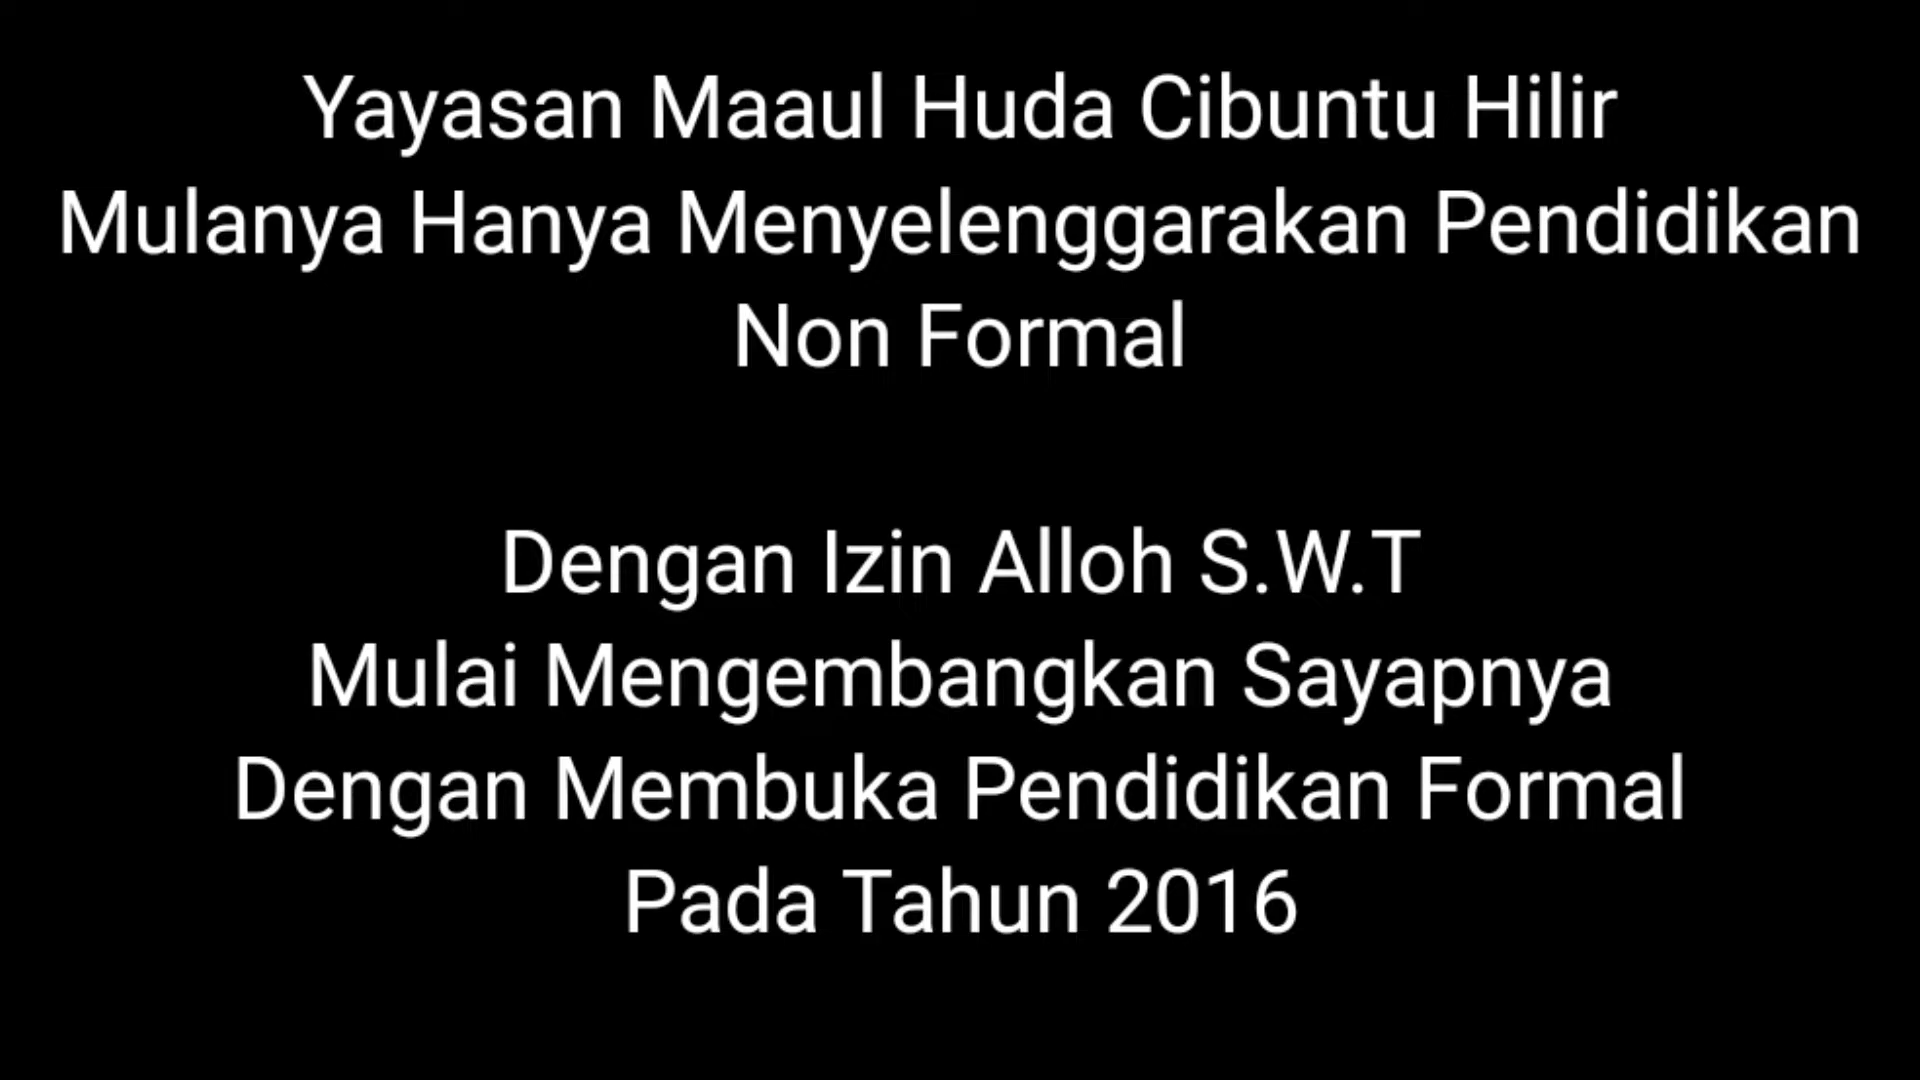 Yayasan Maaul Huda Cibuntu Hilir
Mulanya Hanya Menyelenggarakan Pendidikan
Non Formal
Dengan Izin Alloh S.W.T
Mulai Mengembangkan Sayapnya
Dengan Membuka Pendidikan Formal
Pada Tahun 2016